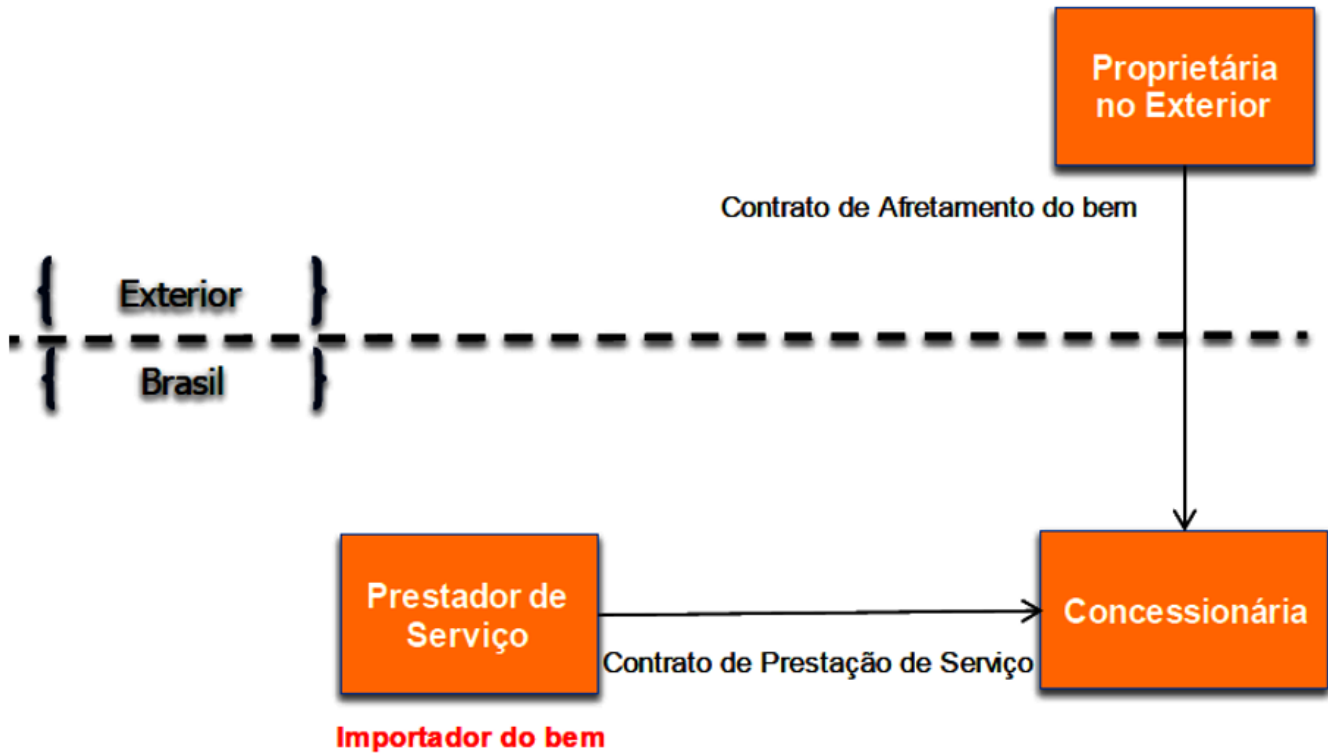 Proprietária
no Exterior
Contrato de Afretamento do bem
Exterior
Brasil
Prestador de
Serviço
Contrato de Prestação de Serviço
Concessionária
Importador do bem